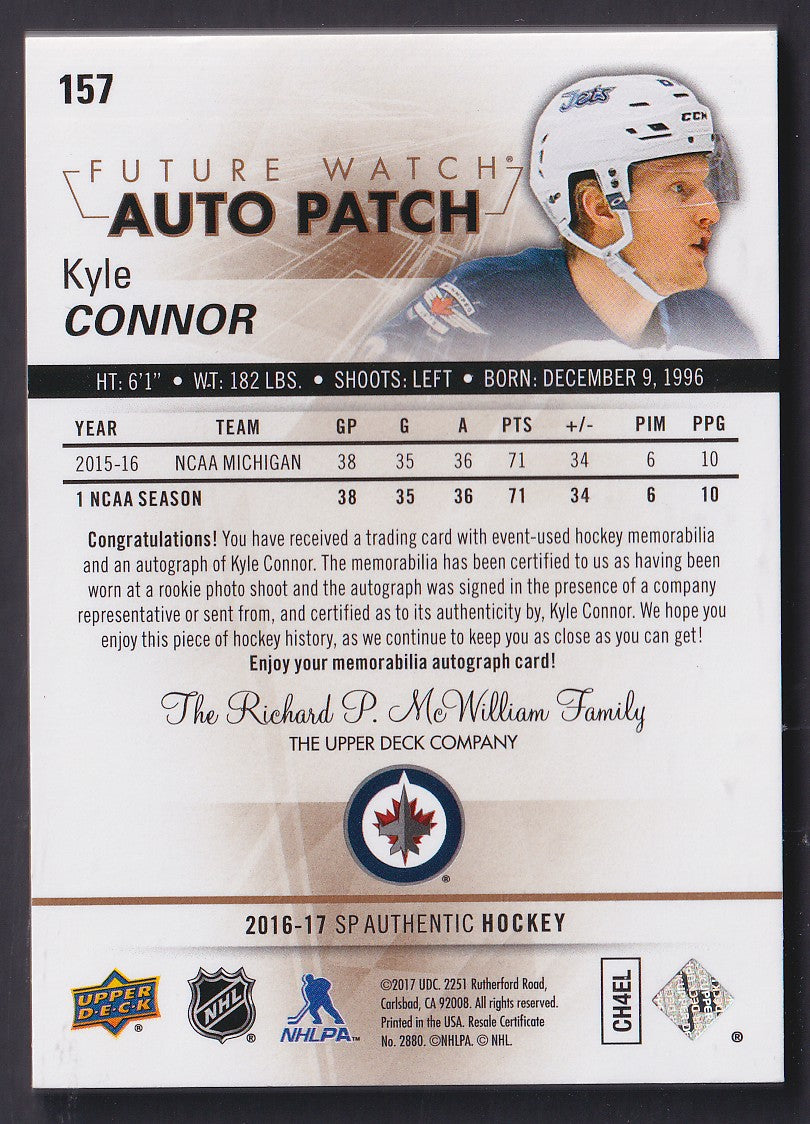 157
Jets
CCM
FUTURE WATCH®
AUTO PATCH
Kyle
CONNOR
HT: 6'1" • WT: 182 LBS. • SHOOTS: LEFT • BORN: DECEMBER 9, 1996
YEAR TEAM GP G A PTS +/- PIM PPG
2015-16 NCAA MICHIGAN 38 35 36 71 34 6 10
1 NCAA SEASON 38 35 36 71 34 6 10
Congratulations! You have received a trading card with event-used hockey memorabilia
and an autograph of Kyle Connor. The memorabilia has been certified to us as having been
worn at a rookie photo shoot and the autograph was signed in the presence of a company
representative or sent from, and certified as to its authenticity by, Kyle Connor. We hope you
enjoy this piece of hockey history, as we continue to keep you as close as you can get!
Enjoy your memorabilia autograph card!
The Richard P. McWilliam Family
THE UPPER DECK COMPANY
®
2016-17 SP AUTHENTIC HOCKEY
UPPER
D·E·C·K
®
NHL
®
NHLPA™
©2017 UDC. 2251 Rutherford Road,
Carlsbad, CA 92008. All rights reserved.
Printed in the USA. Resale Certificate
No. 2880. ©NHLPA. © NHL.
CH4EL
®